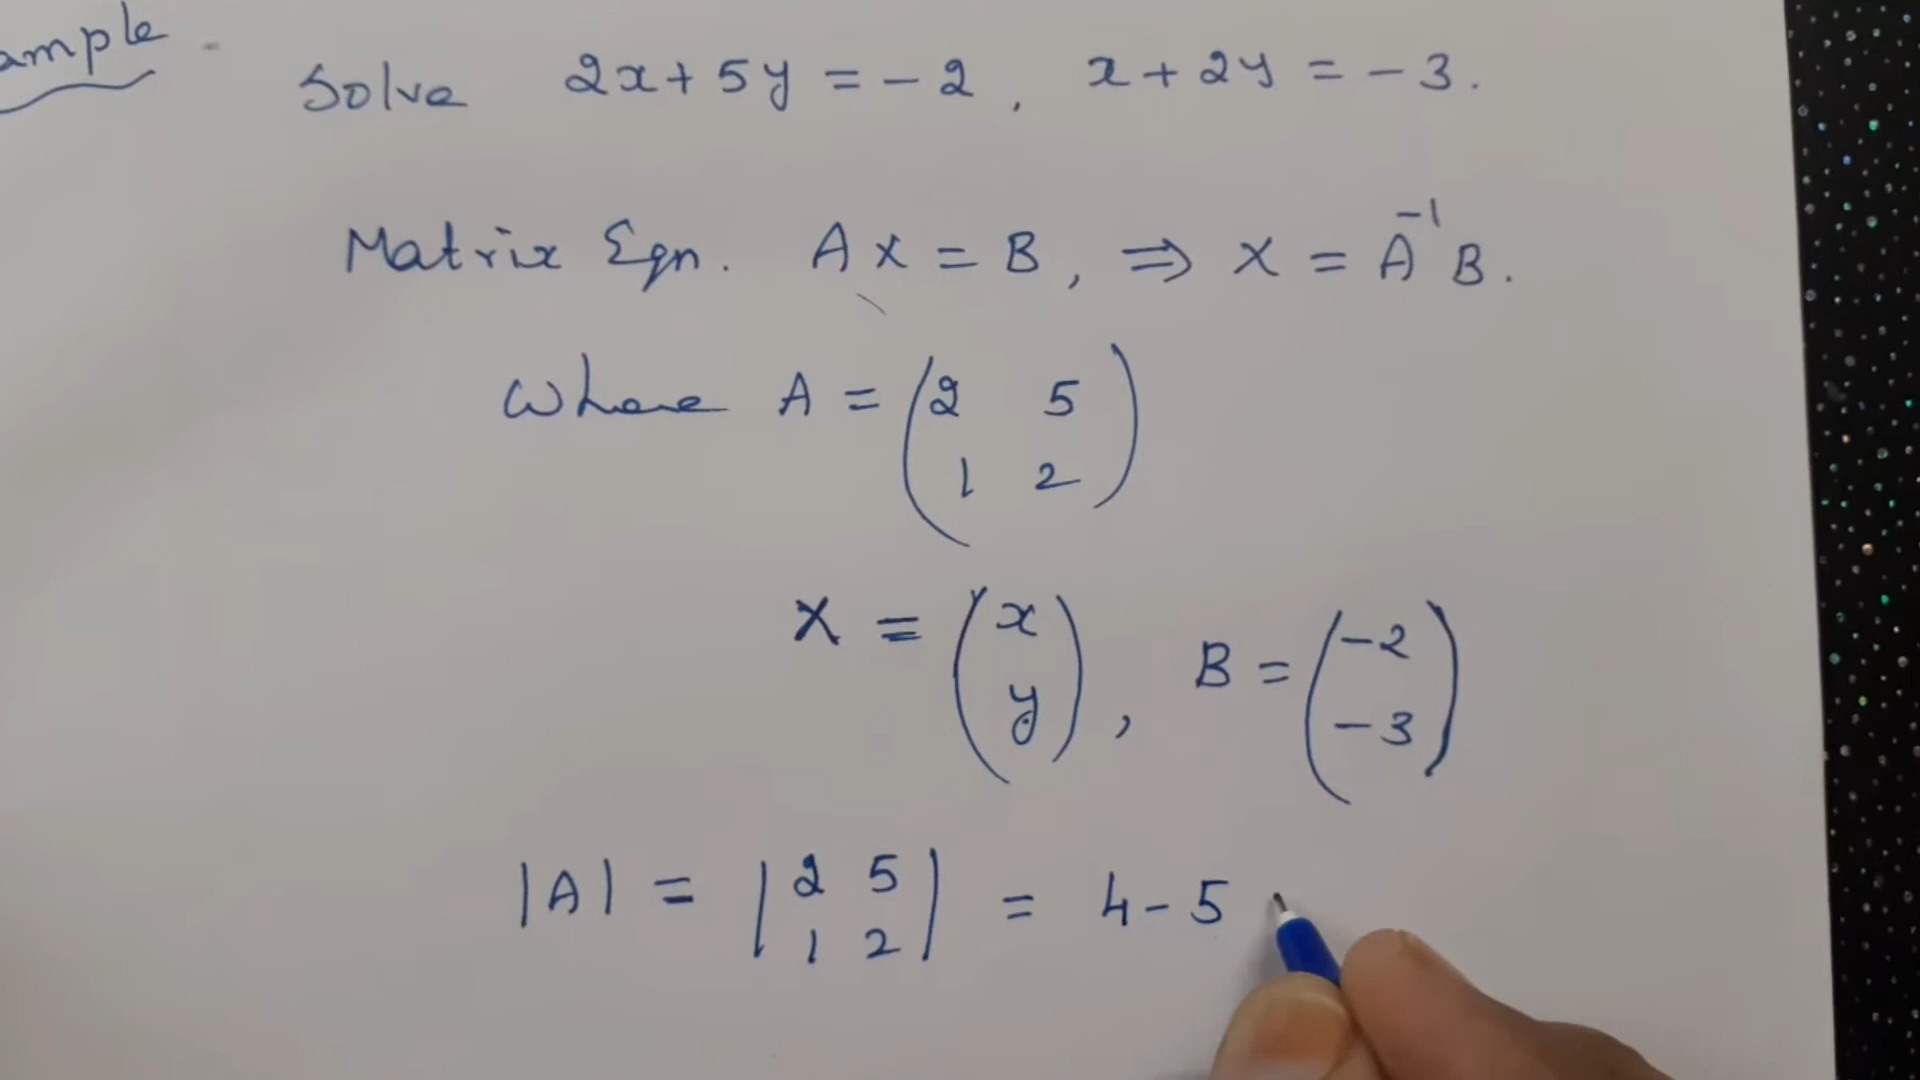 Solve 2x + 5y = -2, x + 2y = -3.
Matrix Eqn. AX = B, ⇒ X = A⁻¹B.
Where A = (2 5
1 2)
X = (x
y), B = (-2
-3)
|A| = |2 5
1 2| = 4 - 5